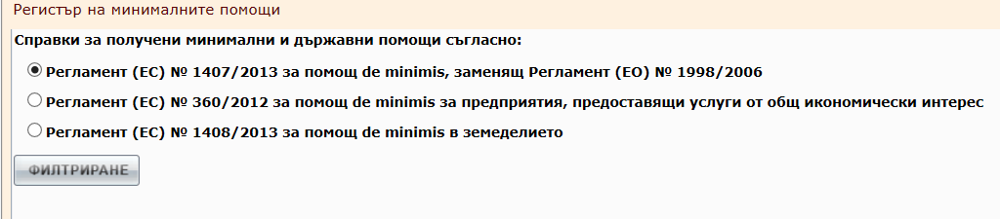 Регистър на минималните помощи
Справки за получени минимални и държавни помощи съгласно:
Регламент (ЕС) № 1407/2013 за помощ de minimis, заменящ Регламент (ЕО) № 1998/2006
Регламент (ЕС) № 360/2012 за помощ de minimis за предприятия, предоставящи услуги от общ икономически интерес
Регламент (ЕС) № 1408/2013 за помощ de minimis в земеделието
ФИЛТРИРАНЕ